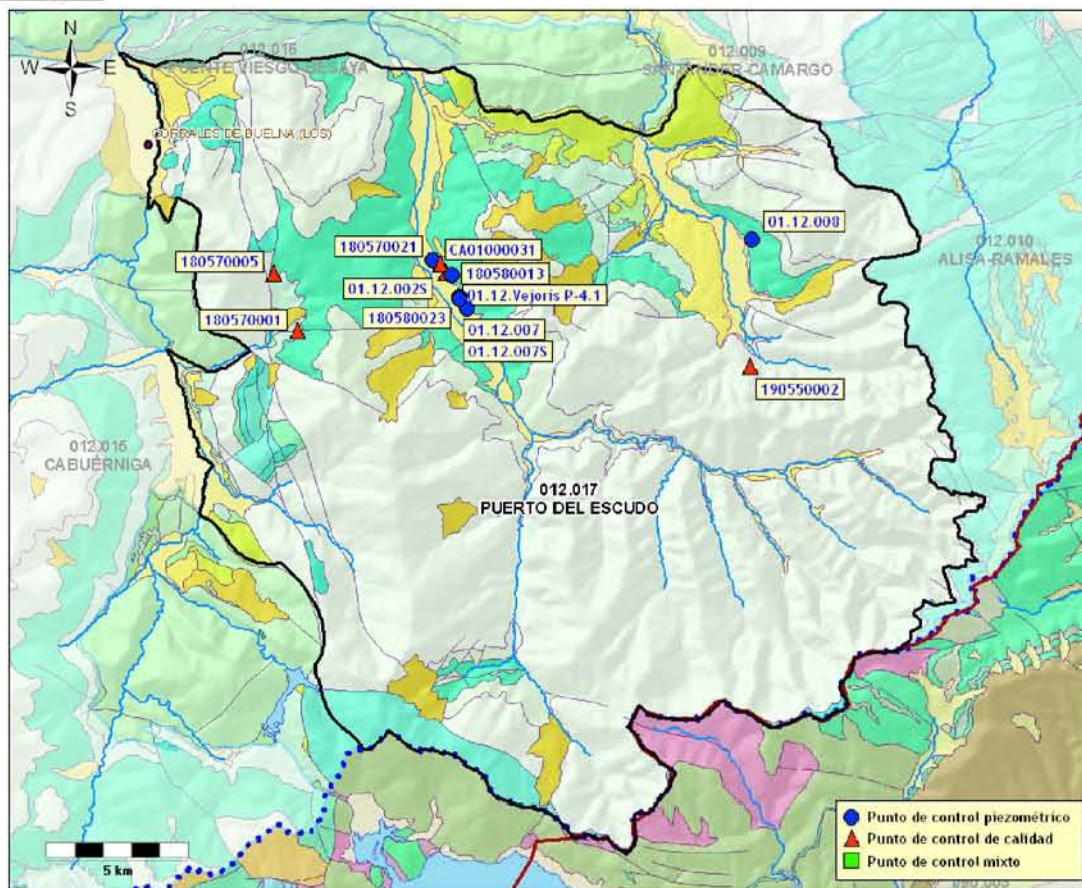 N
W E
S
012.016
PUENTE VIESGO-BESAYA
012.009
SANTANDER-CAMARGO
CORRALES DE BUELNA (LOS)
01.12.008
180570021
CA01000031
012.010
ALISA-RAMALES
180570005
180580013
01.12.002S
01.12.Vejoris P-4.1
180570001
180580023
01.12.007
01.12.007S
190550002
012.015
CABUÉRNIGA
012.017
PUERTO DEL ESCUDO
Punto de control piezométrico
Punto de control de calidad
Punto de control mixto
5 km